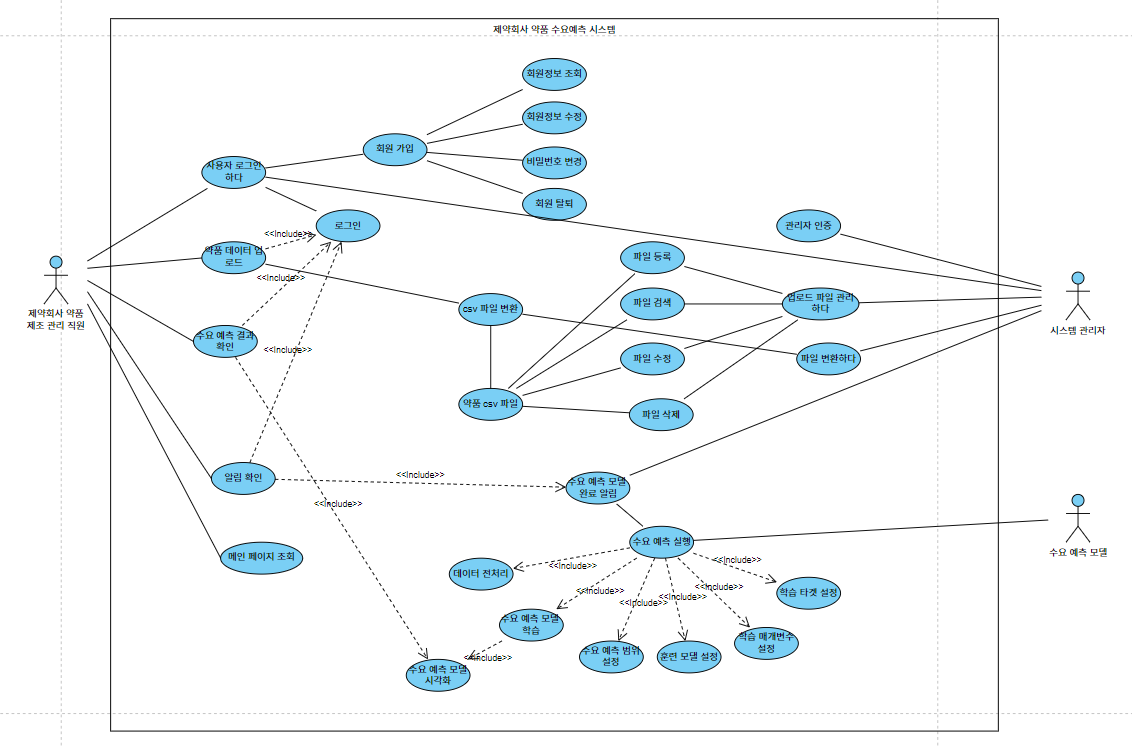 제약회사 약품 수요예측 시스템
회원정보 조회
회원정보 수정
비밀번호 변경
회원 탈퇴
회원 가입
사용자 로그인
하다
로그인
관리자 인증
<<Include>>
약품 데이터 업
로드
<<Include>>
파일 등록
csv 파일 변환
파일 검색
업로드 파일 관리
하다
제약회사 약품
제조 관리 직원
시스템 관리자
수요 예측 결과
확인
<<Include>>
파일 수정
파일 변환하다
약품 csv 파일
파일 삭제
알림 확인
<<Include>>
수요 예측 모델
완료 알림
<<Include>>
수요 예측 실행
수요 예측 모델
메인 페이지 조회
데이터 전처리
<<Include>>
<<Include>>
<<Include>>
<<Include>>
<<Include>>
<<Include>>
학습 타겟 설정
수요 예측 모델
학습
<<Include>>
수요 예측 범위
설정
훈련 모델 설정
학습 매개변수
설정
수요 예측 모델
시각화